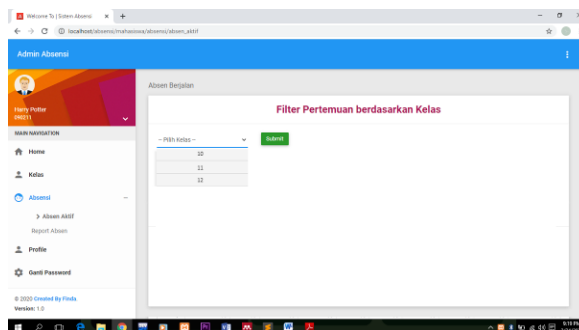 Welcome To | Sistem Absensi
localhost/absensi/mahasiswa/absensi/absen_aktif
Admin Absensi
Harry Potter
MAIN NAVIGATION
Home
Kelas
Absensi
Absen Aktif
Report Absen
Profile
Ganti Password
© 2020 Created By Finda.
Version: 1.0
Absen Berjalan
Filter Pertemuan berdasarkan Kelas
-- Pilih Kelas --
Submit
10
11
12